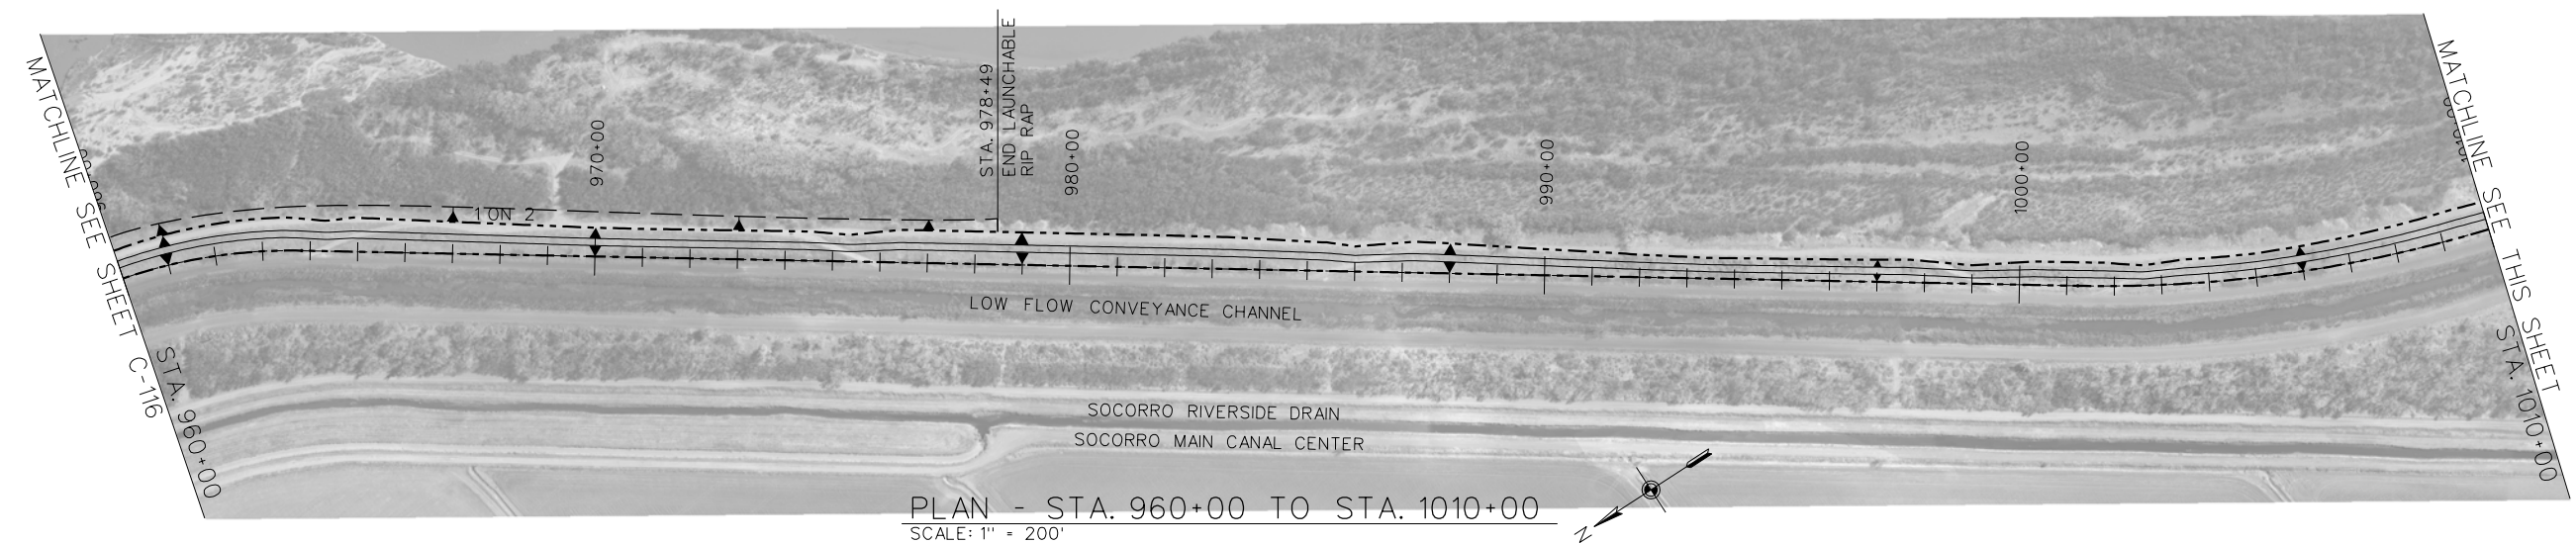 MATCHLINE SEE SHEET C-116
STA. 960+00
970+00
1 ON 2
STA. 978+49
END LAUNCHABLE
RIP RAP
980+00
990+00
1000+00
MATCHLINE SEE THIS SHEET
STA. 1010+00
LOW FLOW CONVEYANCE CHANNEL
SOCORRO RIVERSIDE DRAIN
SOCORRO MAIN CANAL CENTER
PLAN - STA. 960+00 TO STA. 1010+00
SCALE: 1" = 200'
N